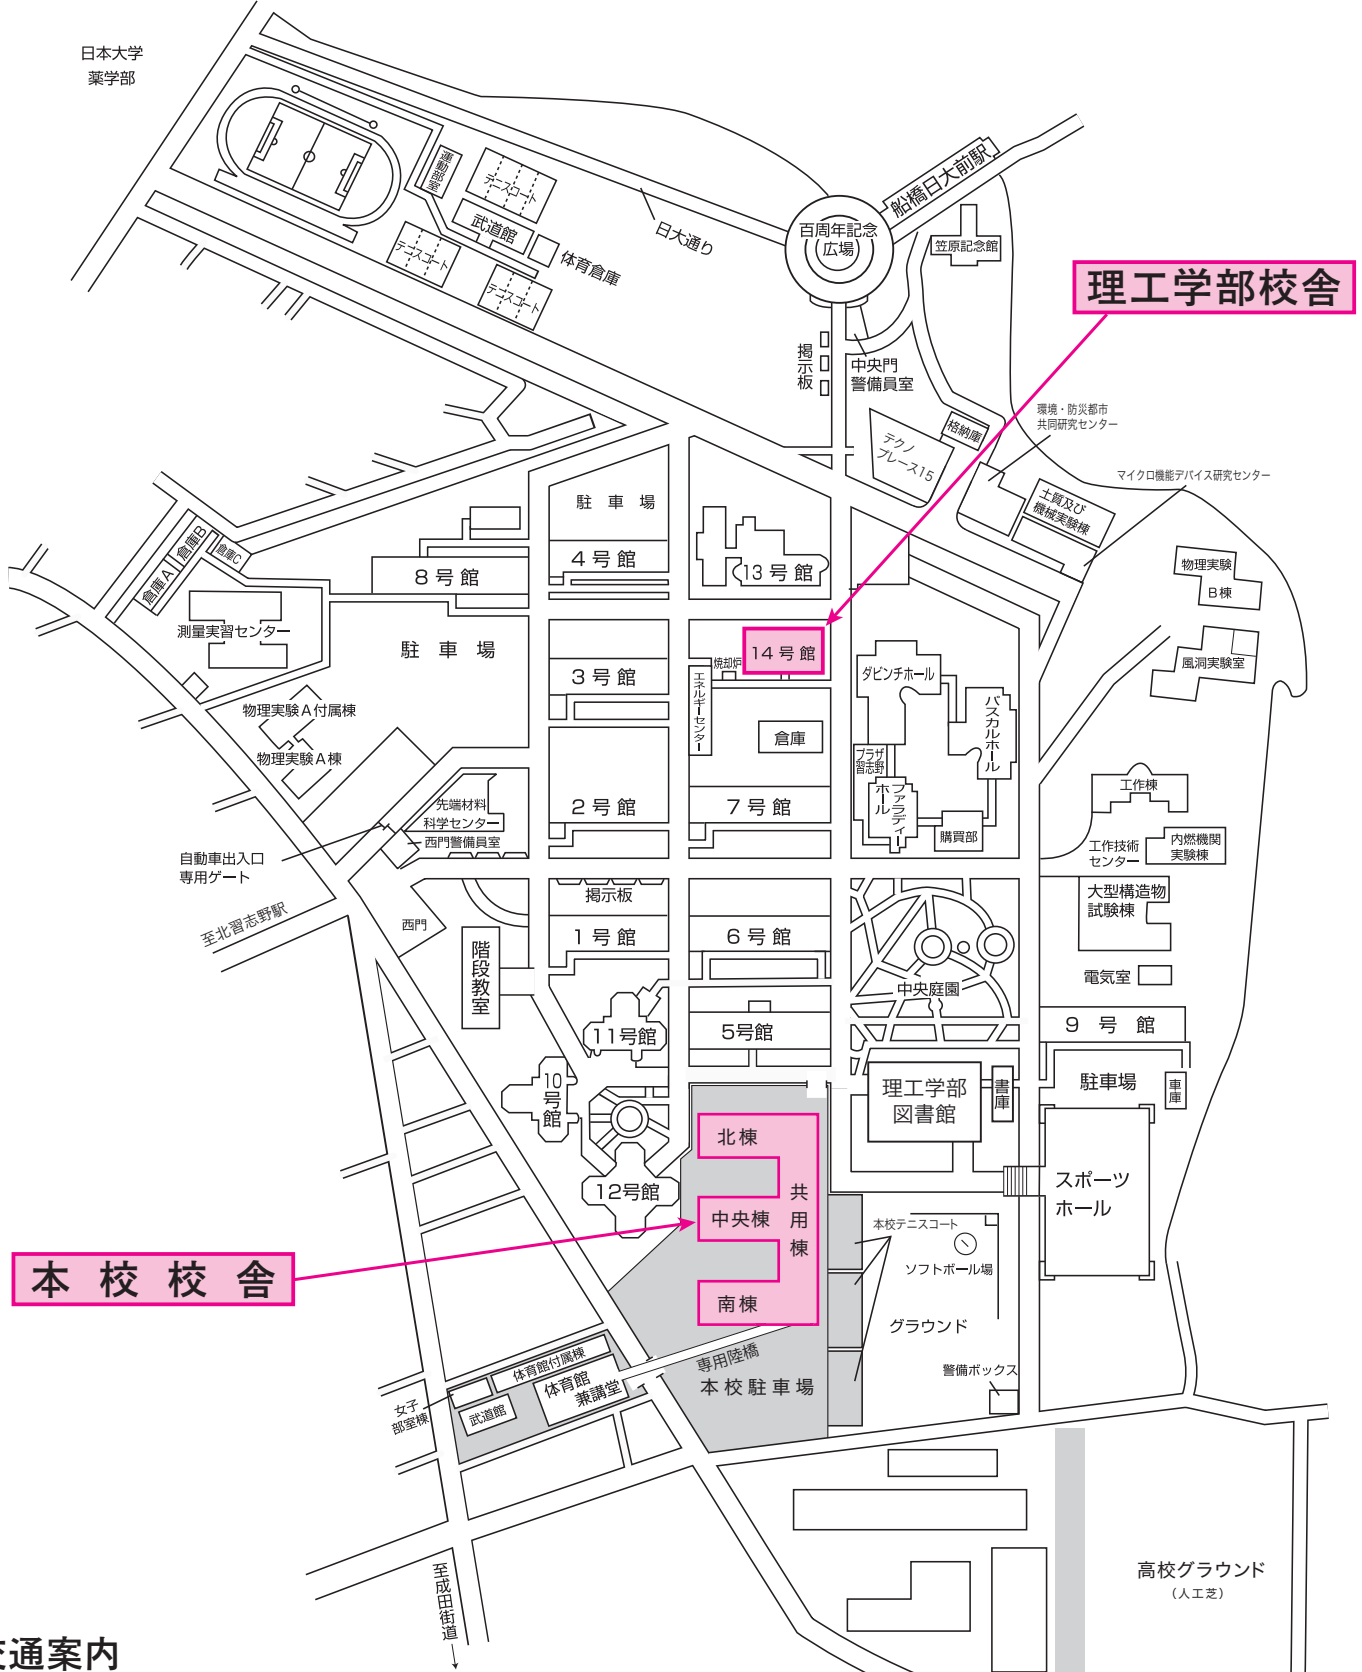 日本大学
薬学部
運動部室
テニスコート
武道館
体育倉庫
テニスコート
テニスコート
日大通り
百周年記念
広場
船橋日大前駅
笠原記念館
理工学部校舎
掲示板
中央門
警備員室
環境・防災都市
共同研究センター
格納庫
テクノ
プレース15
マイクロ機能デバイス研究センター
土質及び
機械実験棟
物理実験
B棟
風洞実験室
駐車場
4号館
13号館
8号館
倉庫B
倉庫A
倉庫C
測量実習センター
駐車場
3号館
14号館
焼却炉
エネルギーセンター
倉庫
ダビンチホール
パスカルホール
プラザ
習志野
ファラデイ
ホール
購買部
物理実験A付属棟
物理実験A棟
先端材料
科学センター
西門警備員室
自動車出入口
専用ゲート
2号館
7号館
工作棟
工作技術
センター
内燃機関
実験棟
大型構造物
試験棟
電気室
至北習志野駅
西門
掲示板
1号館
6号館
階段教室
中央庭園
11号館
5号館
9号館
10号館
理工学部
図書館
書庫
駐車場
車庫
12号館
北棟
中央棟
共用棟
南棟
スポーツ
ホール
本校テニスコート
ソフトボール場
グラウンド
本校校舎
警備ボックス
専用陸橋
本校駐車場
体育館付属棟
体育館
兼講堂
武道館
女子
部室棟
至成田街道
高校グラウンド
(人工芝)
交通案内